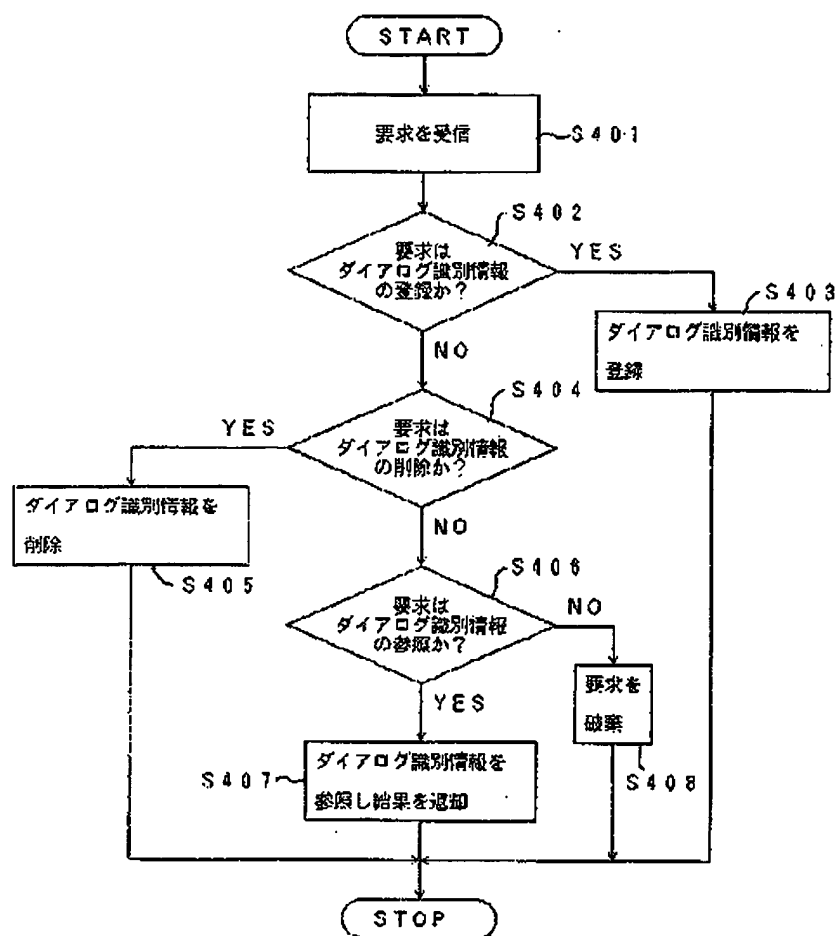 START
要求を受信
S401
S402
要求は
ダイアログ識別情報
の登録か?
YES
S403
ダイアログ識別情報を
登録
NO
S404
要求は
ダイアログ識別情報
の削除か?
YES
ダイアログ識別情報を
削除
S405
NO
S406
要求は
ダイアログ識別情報
の参照か?
NO
要求を
破棄
S408
YES
S407
ダイアログ識別情報を
参照し結果を返却
STOP